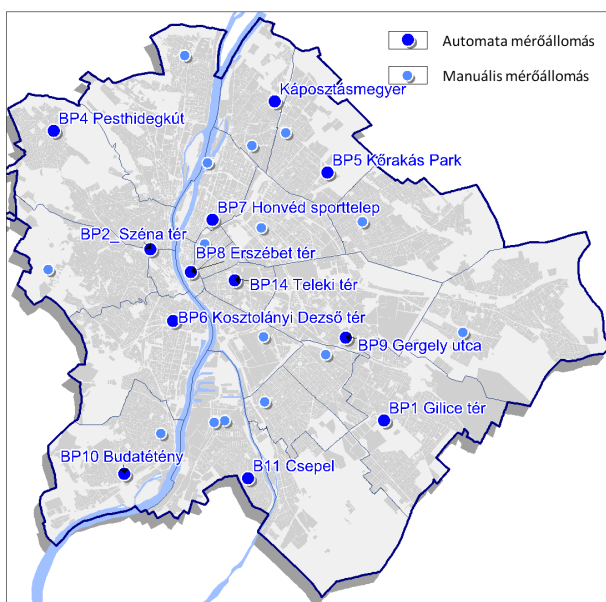 Automata mérőállomás
Manuális mérőállomás
Káposztásmegyer
BP4 Pesthidegkút
BP5 Kőrakás Park
BP7 Honvéd sporttelep
BP2_Széna tér
BP8 Erszébet tér
BP14 Teleki tér
BP6 Kosztolányi Dezső tér
BP9 Gergely utca
BP1 Gilice tér
BP10 Budatétény
B11 Csepel